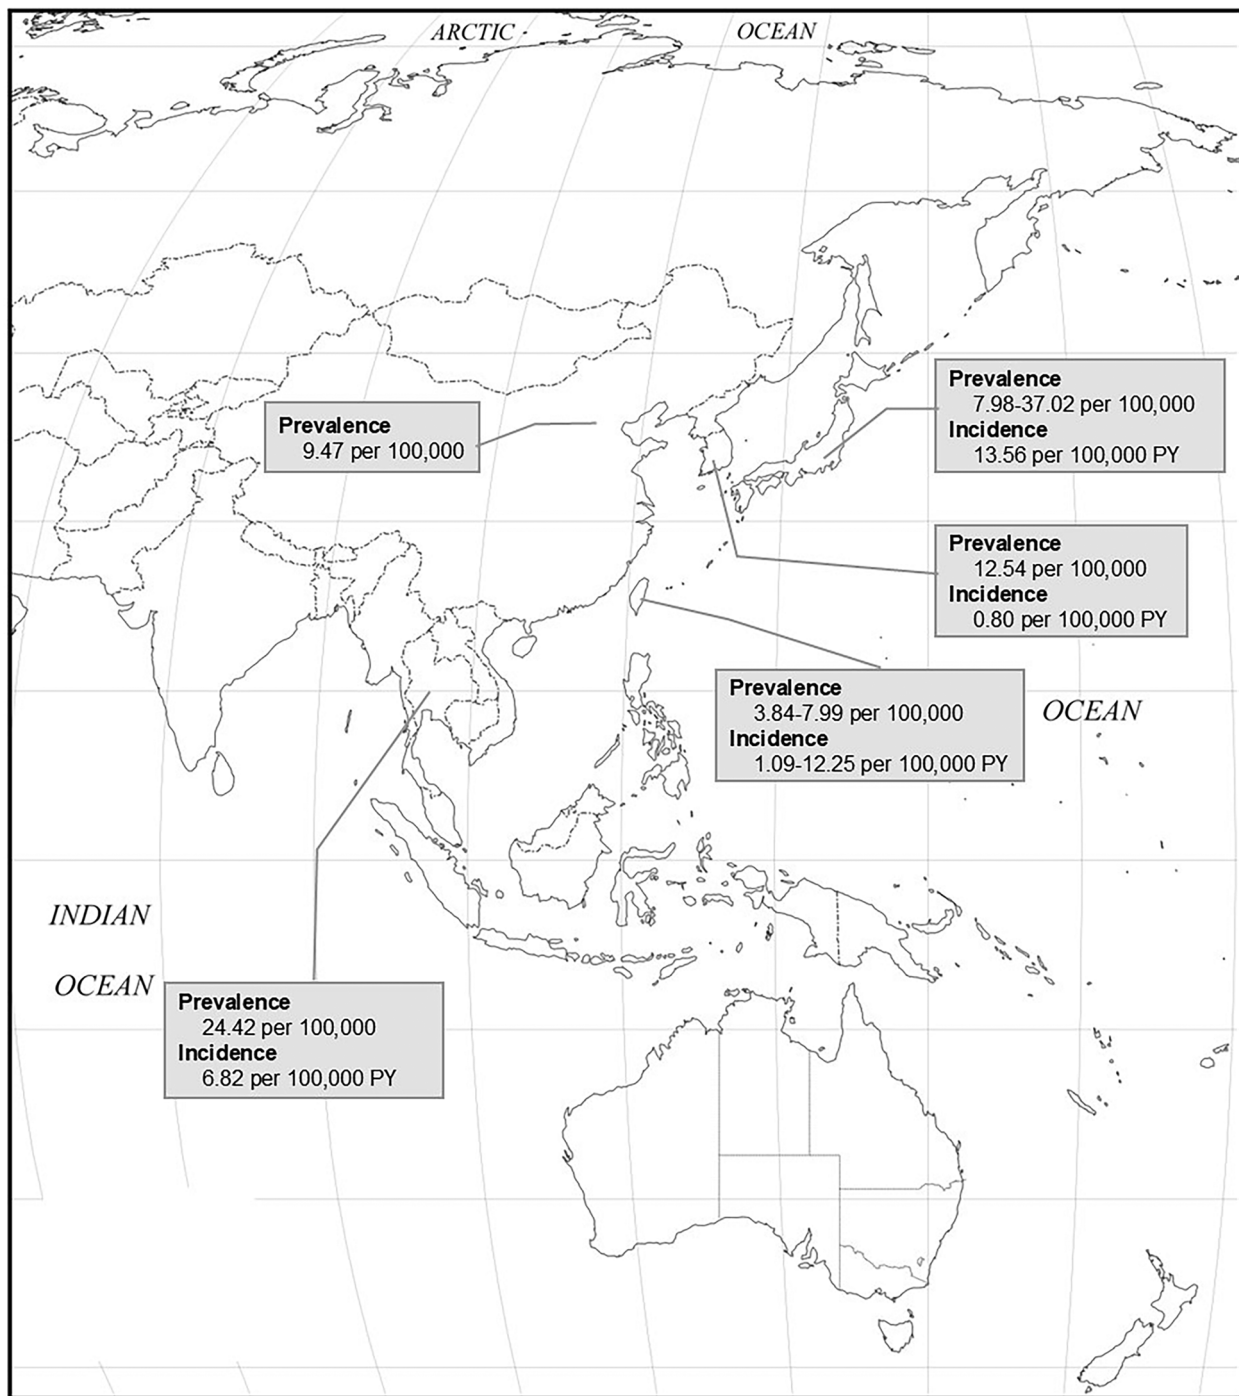 ARCTIC
OCEAN
Prevalence
7.98-37.02 per 100,000
Incidence
13.56 per 100,000 PY
Prevalence
9.47 per 100,000
Prevalence
12.54 per 100,000
Incidence
0.80 per 100,000 PY
Prevalence
3.84-7.99 per 100,000
Incidence
1.09-12.25 per 100,000 PY
OCEAN
INDIAN
OCEAN
Prevalence
24.42 per 100,000
Incidence
6.82 per 100,000 PY